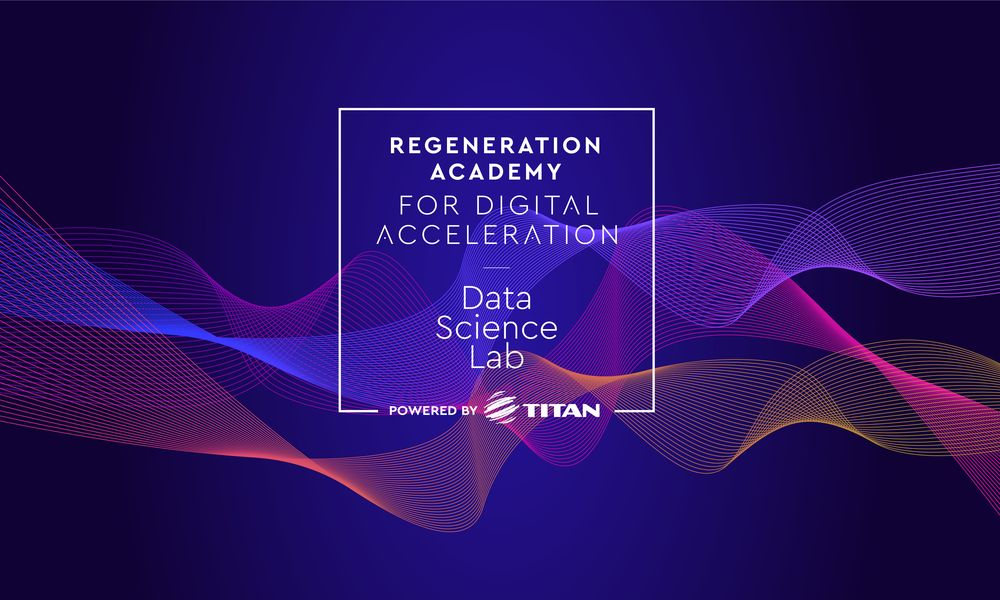 REGENERATION
ACADEMY
FOR DIGITAL
ACCELERATION
Data
Science
Lab
POWERED BY TITAN